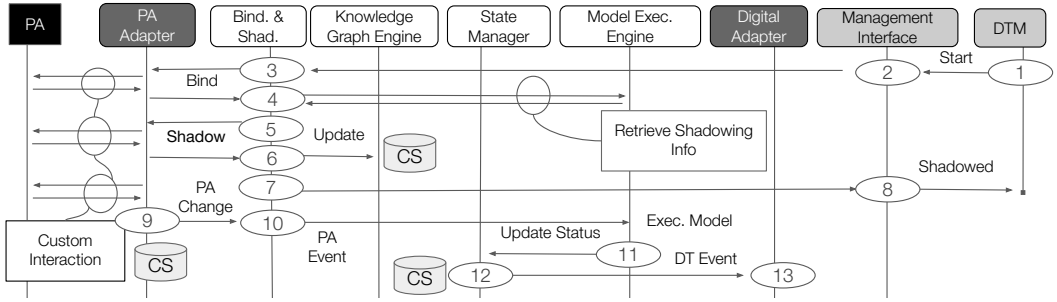 PA
PA
Adapter
Bind. &
Shad.
Knowledge
Graph Engine
State
Manager
Model Exec.
Engine
Digital
Adapter
Management
Interface
DTM
3
2
Start
1
Bind
4
5
Retrieve Shadowing
Info
Shadow
Update
6
CS
Shadowed
7
8
PA
Change
9
10
Exec. Model
PA
Event
Update Status
Custom
Interaction
CS
11
DT Event
CS
12
13